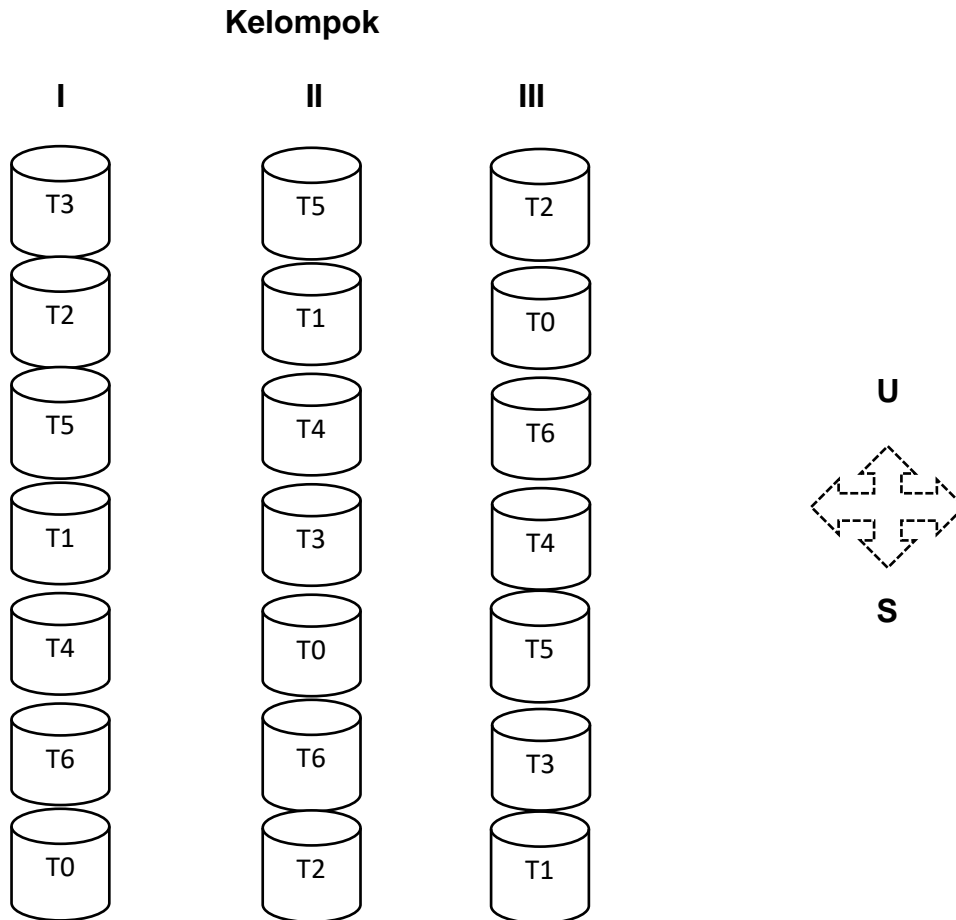 Kelompok
I II III
T3 T5 T2
T2 T1 T0
T5 T4 T6
U
T1 T3 T4
S
T4 T0 T5
T6 T6 T3
T0 T2 T1